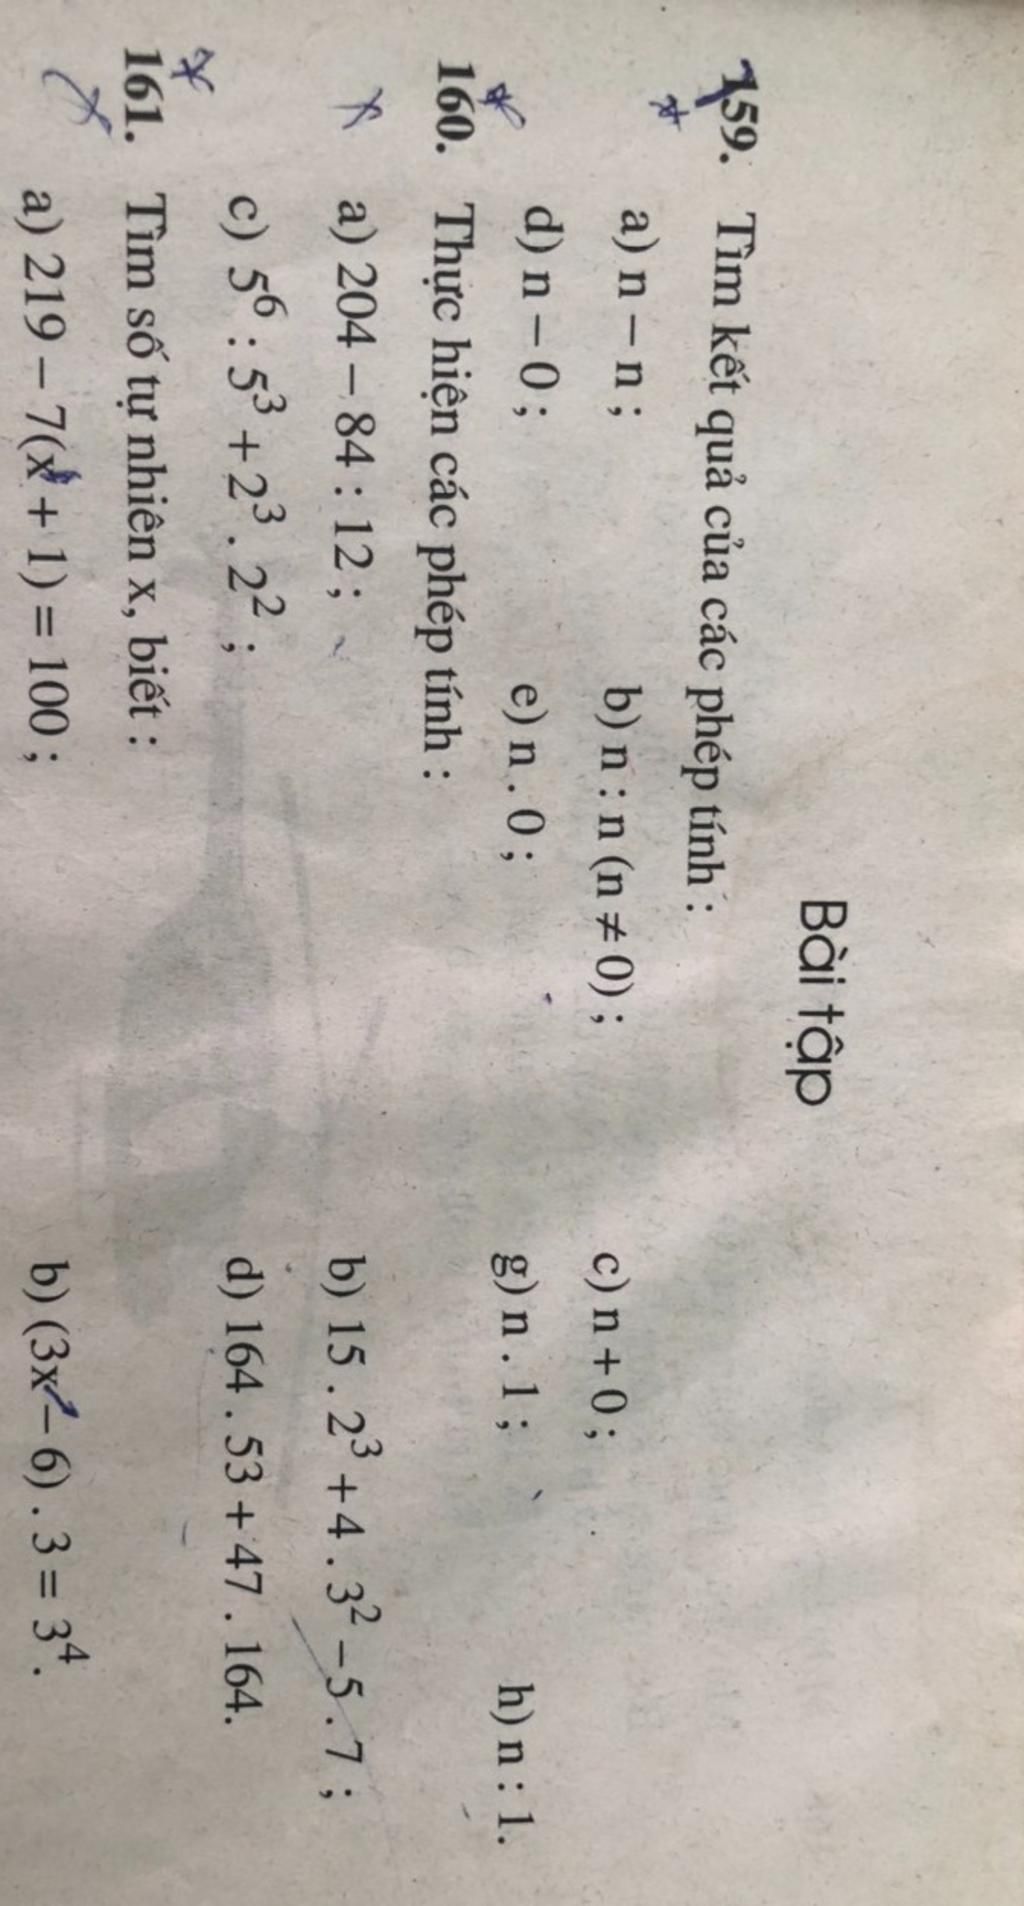 Bài tập
159. Tìm kết quả của các phép tính :
a) n – n ; b) n : n (n ≠ 0) ; c) n + 0 ;
d) n – 0 ; e) n . 0 ; g) n . 1 ; h) n : 1.
160. Thực hiện các phép tính :
a) 204 – 84 : 12 ; b) 15 . 2³ + 4 . 3² – 5 . 7 ;
c) 5⁶ : 5³ + 2³ . 2² ; d) 164 . 53 + 47 . 164.
161. Tìm số tự nhiên x, biết :
a) 219 – 7(x + 1) = 100 ; b) (3x – 6) . 3 = 3⁴.